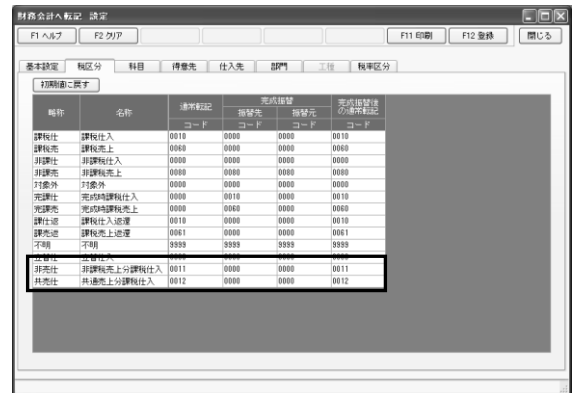 財務会計へ転記 設定
F1 ヘルプ F2 クリア F11 印刷 F12 登録 閉じる
基本設定 税区分 科目 得意先 仕入先 部門 工種 税率区分
初期値に戻す
略称 名称 通常転記 完成振替 完成振替後の通常転記
振替先 振替元
コード コード コード コード
課税仕 課税仕入 0010 0000 0000 0010
課税売 課税売上 0060 0000 0000 0060
非課仕 非課税仕入 0000 0000 0000 0000
非課売 非課税売上 0080 0080 0080 0080
対象外 対象外 0000 0000 0000 0000
完課仕 完成時課税仕入 0000 0010 0000 0010
完課売 完成時課税売上 0000 0060 0000 0060
課仕返 課税仕入返還 0010 0000 0000 0010
課売返 課税売上返還 0061 0000 0000 0061
不明 不明 9999 9999 9999 9999
立替仕 立替仕入 0000 0000 0000 0000
非売仕 非課税売上分課税仕入 0011 0000 0000 0011
共売仕 共通売上分課税仕入 0012 0000 0000 0012